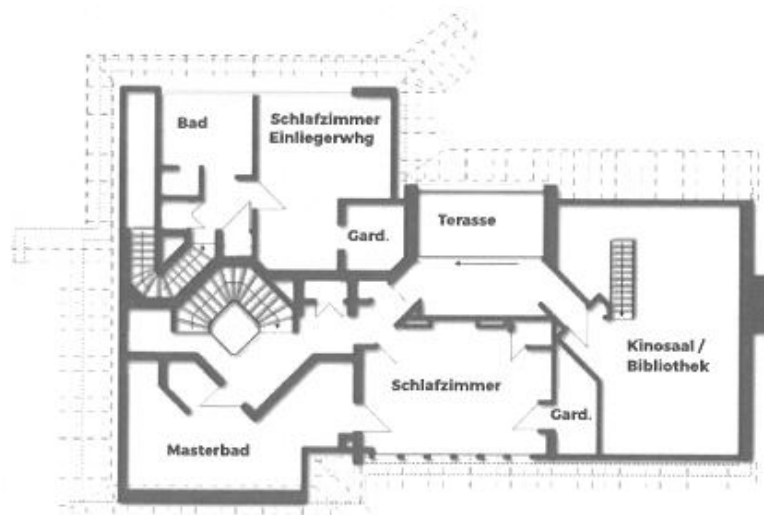 Bad
Schlafzimmer
Einliegerwhg
Gard.
Terasse
Kinosaal /
Bibliothek
Schlafzimmer
Gard.
Masterbad